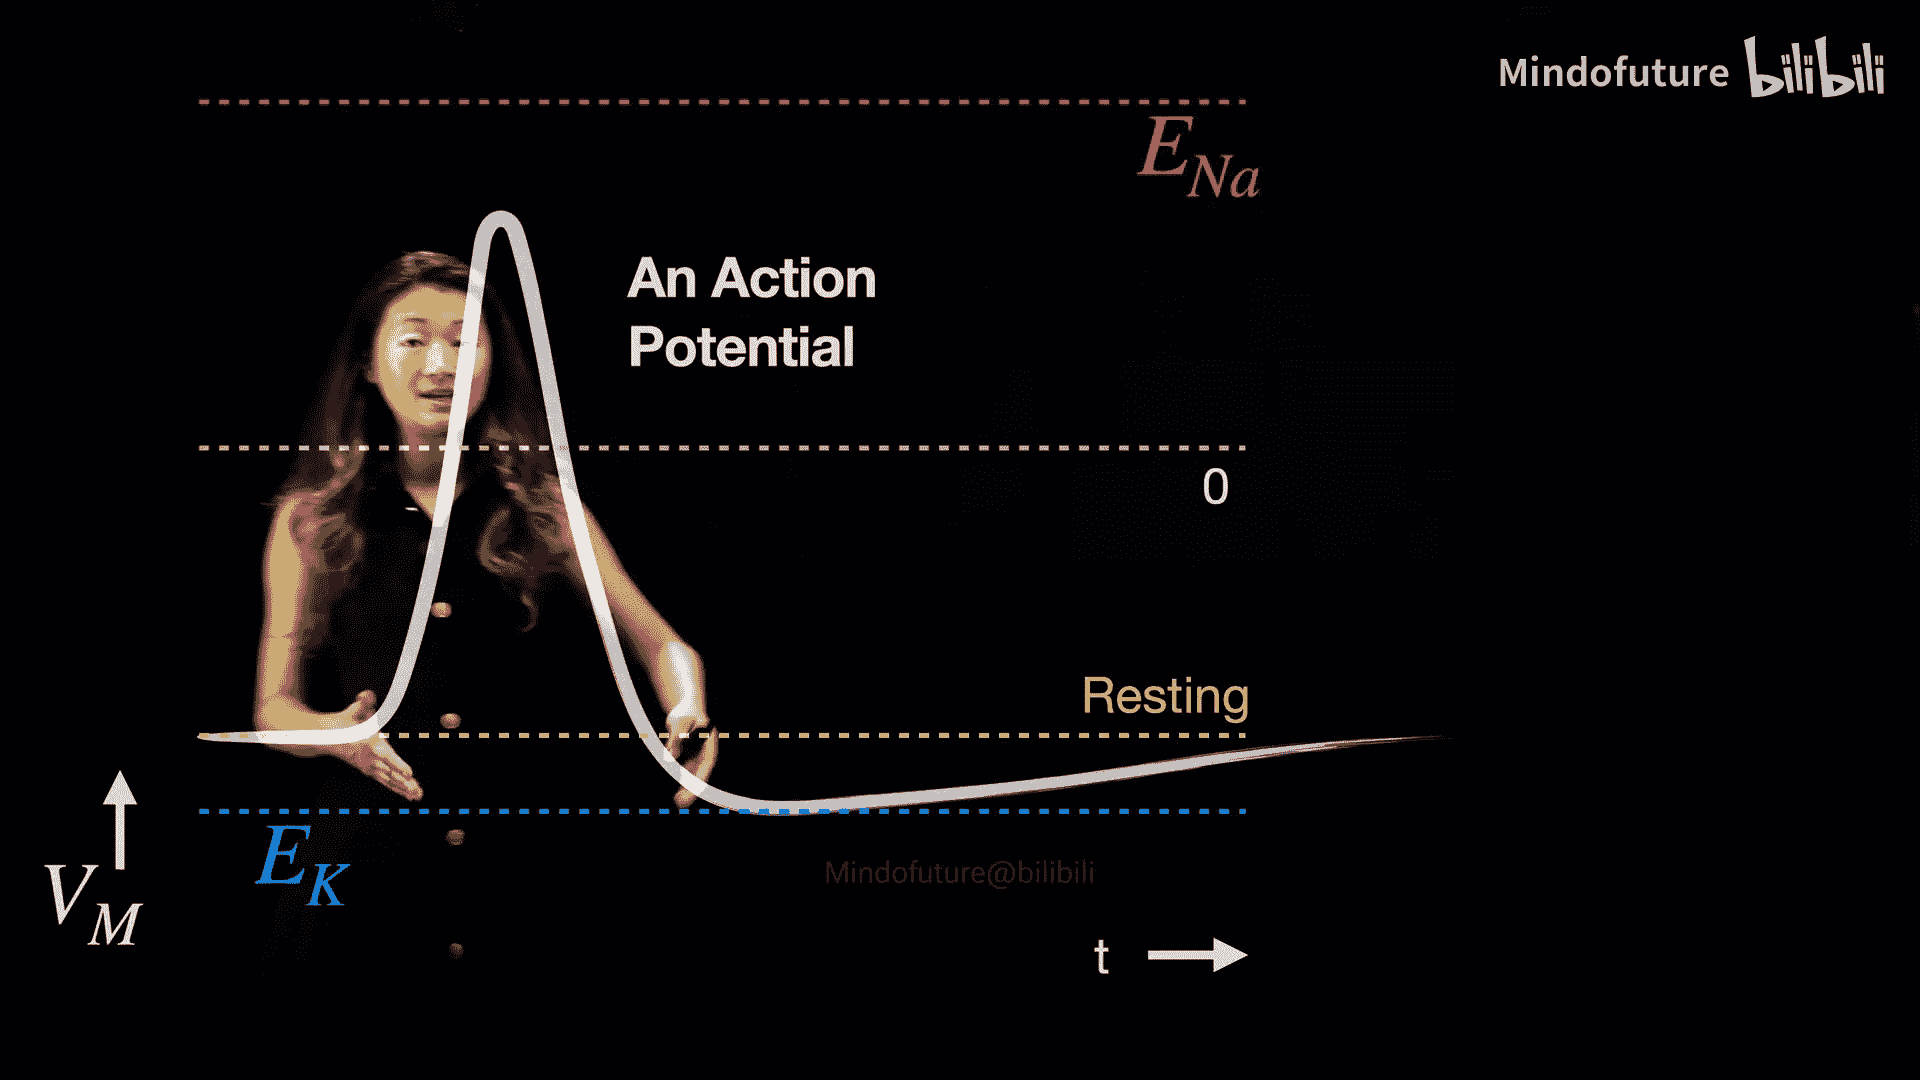 Mindofuture bilibili
E_Na
An Action
Potential
0
Resting
E_K
V_M
Mindofuture@bilibili
t